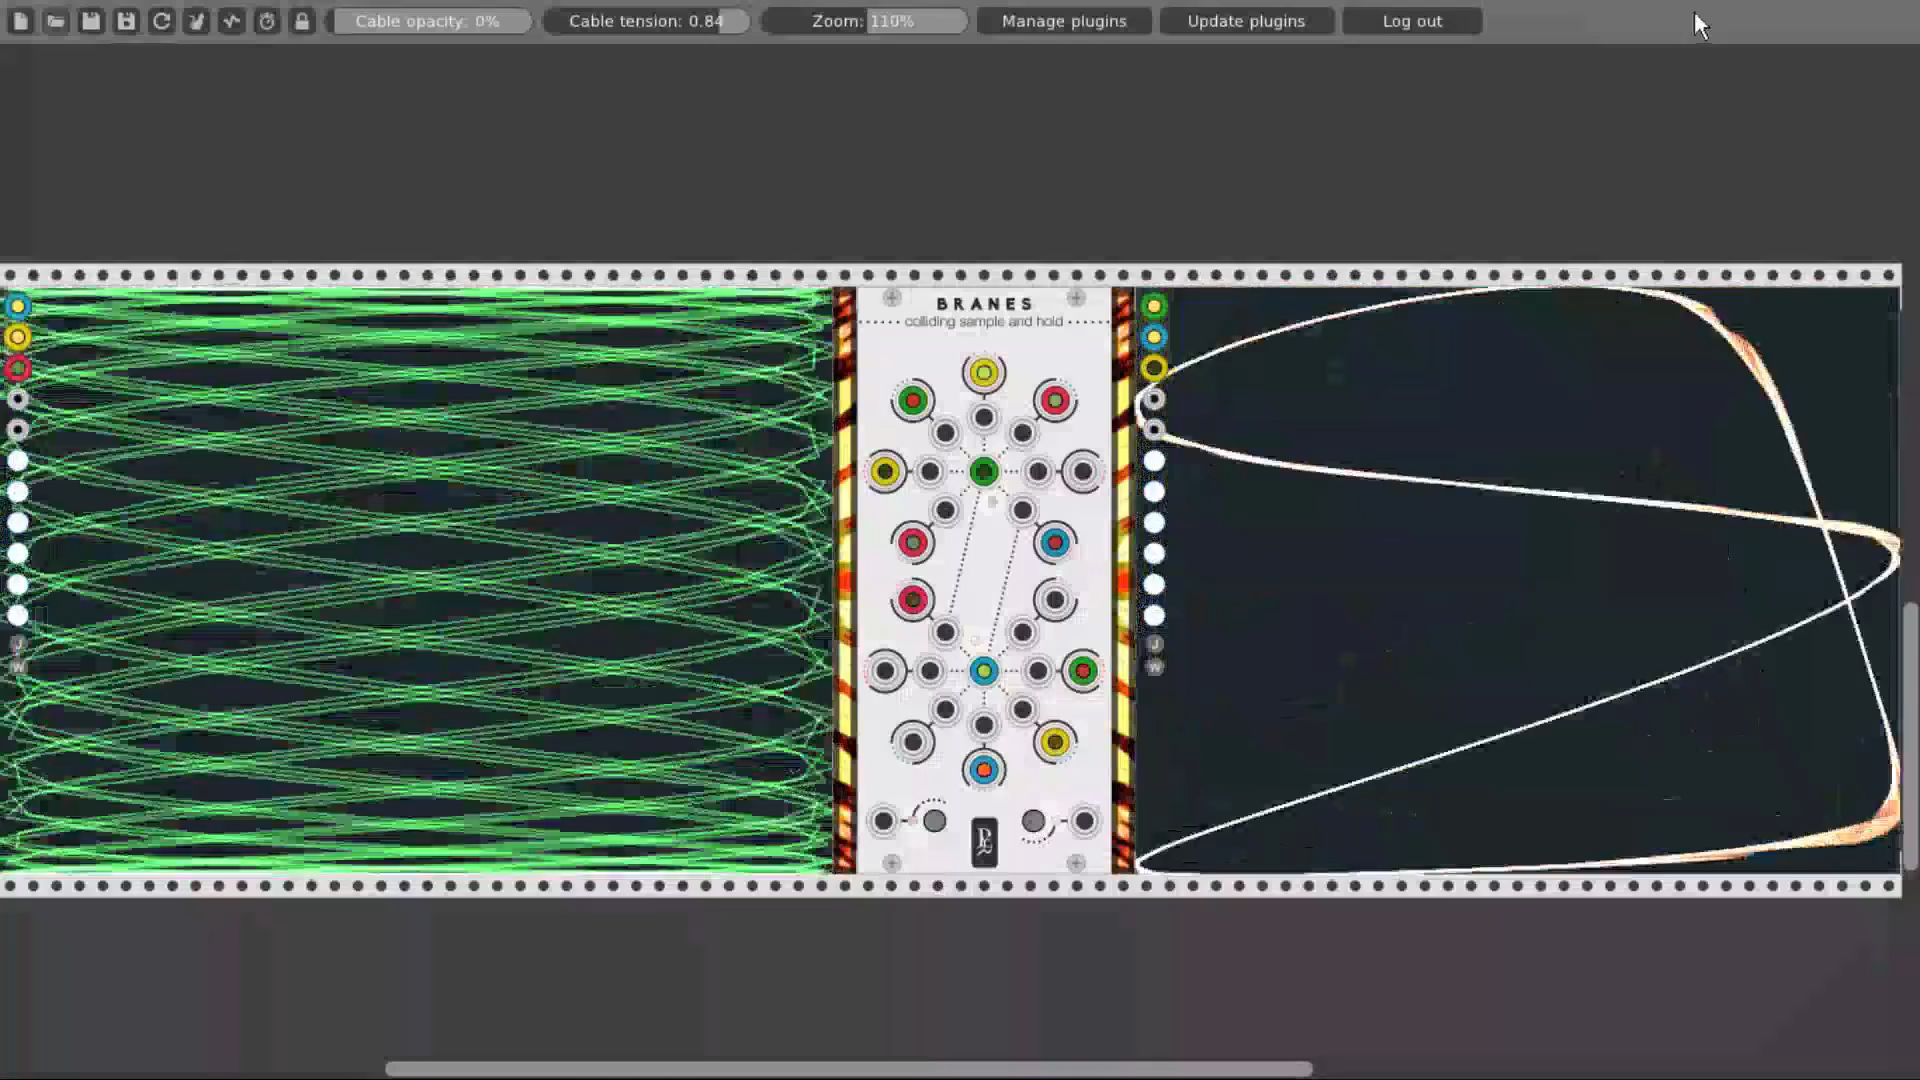 Cable opacity: 0%
Cable tension: 0.84
Zoom: 110%
Manage plugins
Update plugins
Log out
BRANES
colliding sample and hold
J
W
J
W